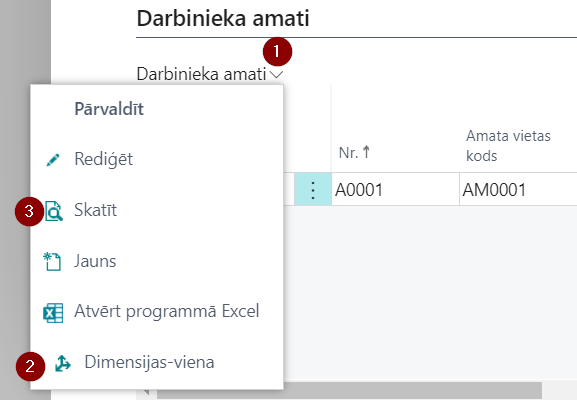 Darbinieka amati
1
Darbinieka amati
Pārvaldīt
Rediģēt
3 Skatīt
Jauns
Atvērt programmā Excel
2 Dimensijas-viena
Nr. ↑
Amata vietas
kods
A0001 AM0001